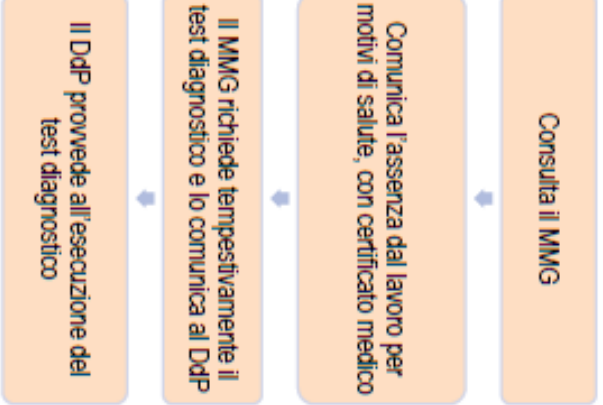 Consulta il MMG
Comunica l'assenza dal lavoro per
motivi di salute, con certificato medico
Il MMG richiede tempestivamente il
test diagnostico e lo comunica al DdP
Il DdP provvede all'esecuzione del
test diagnostico